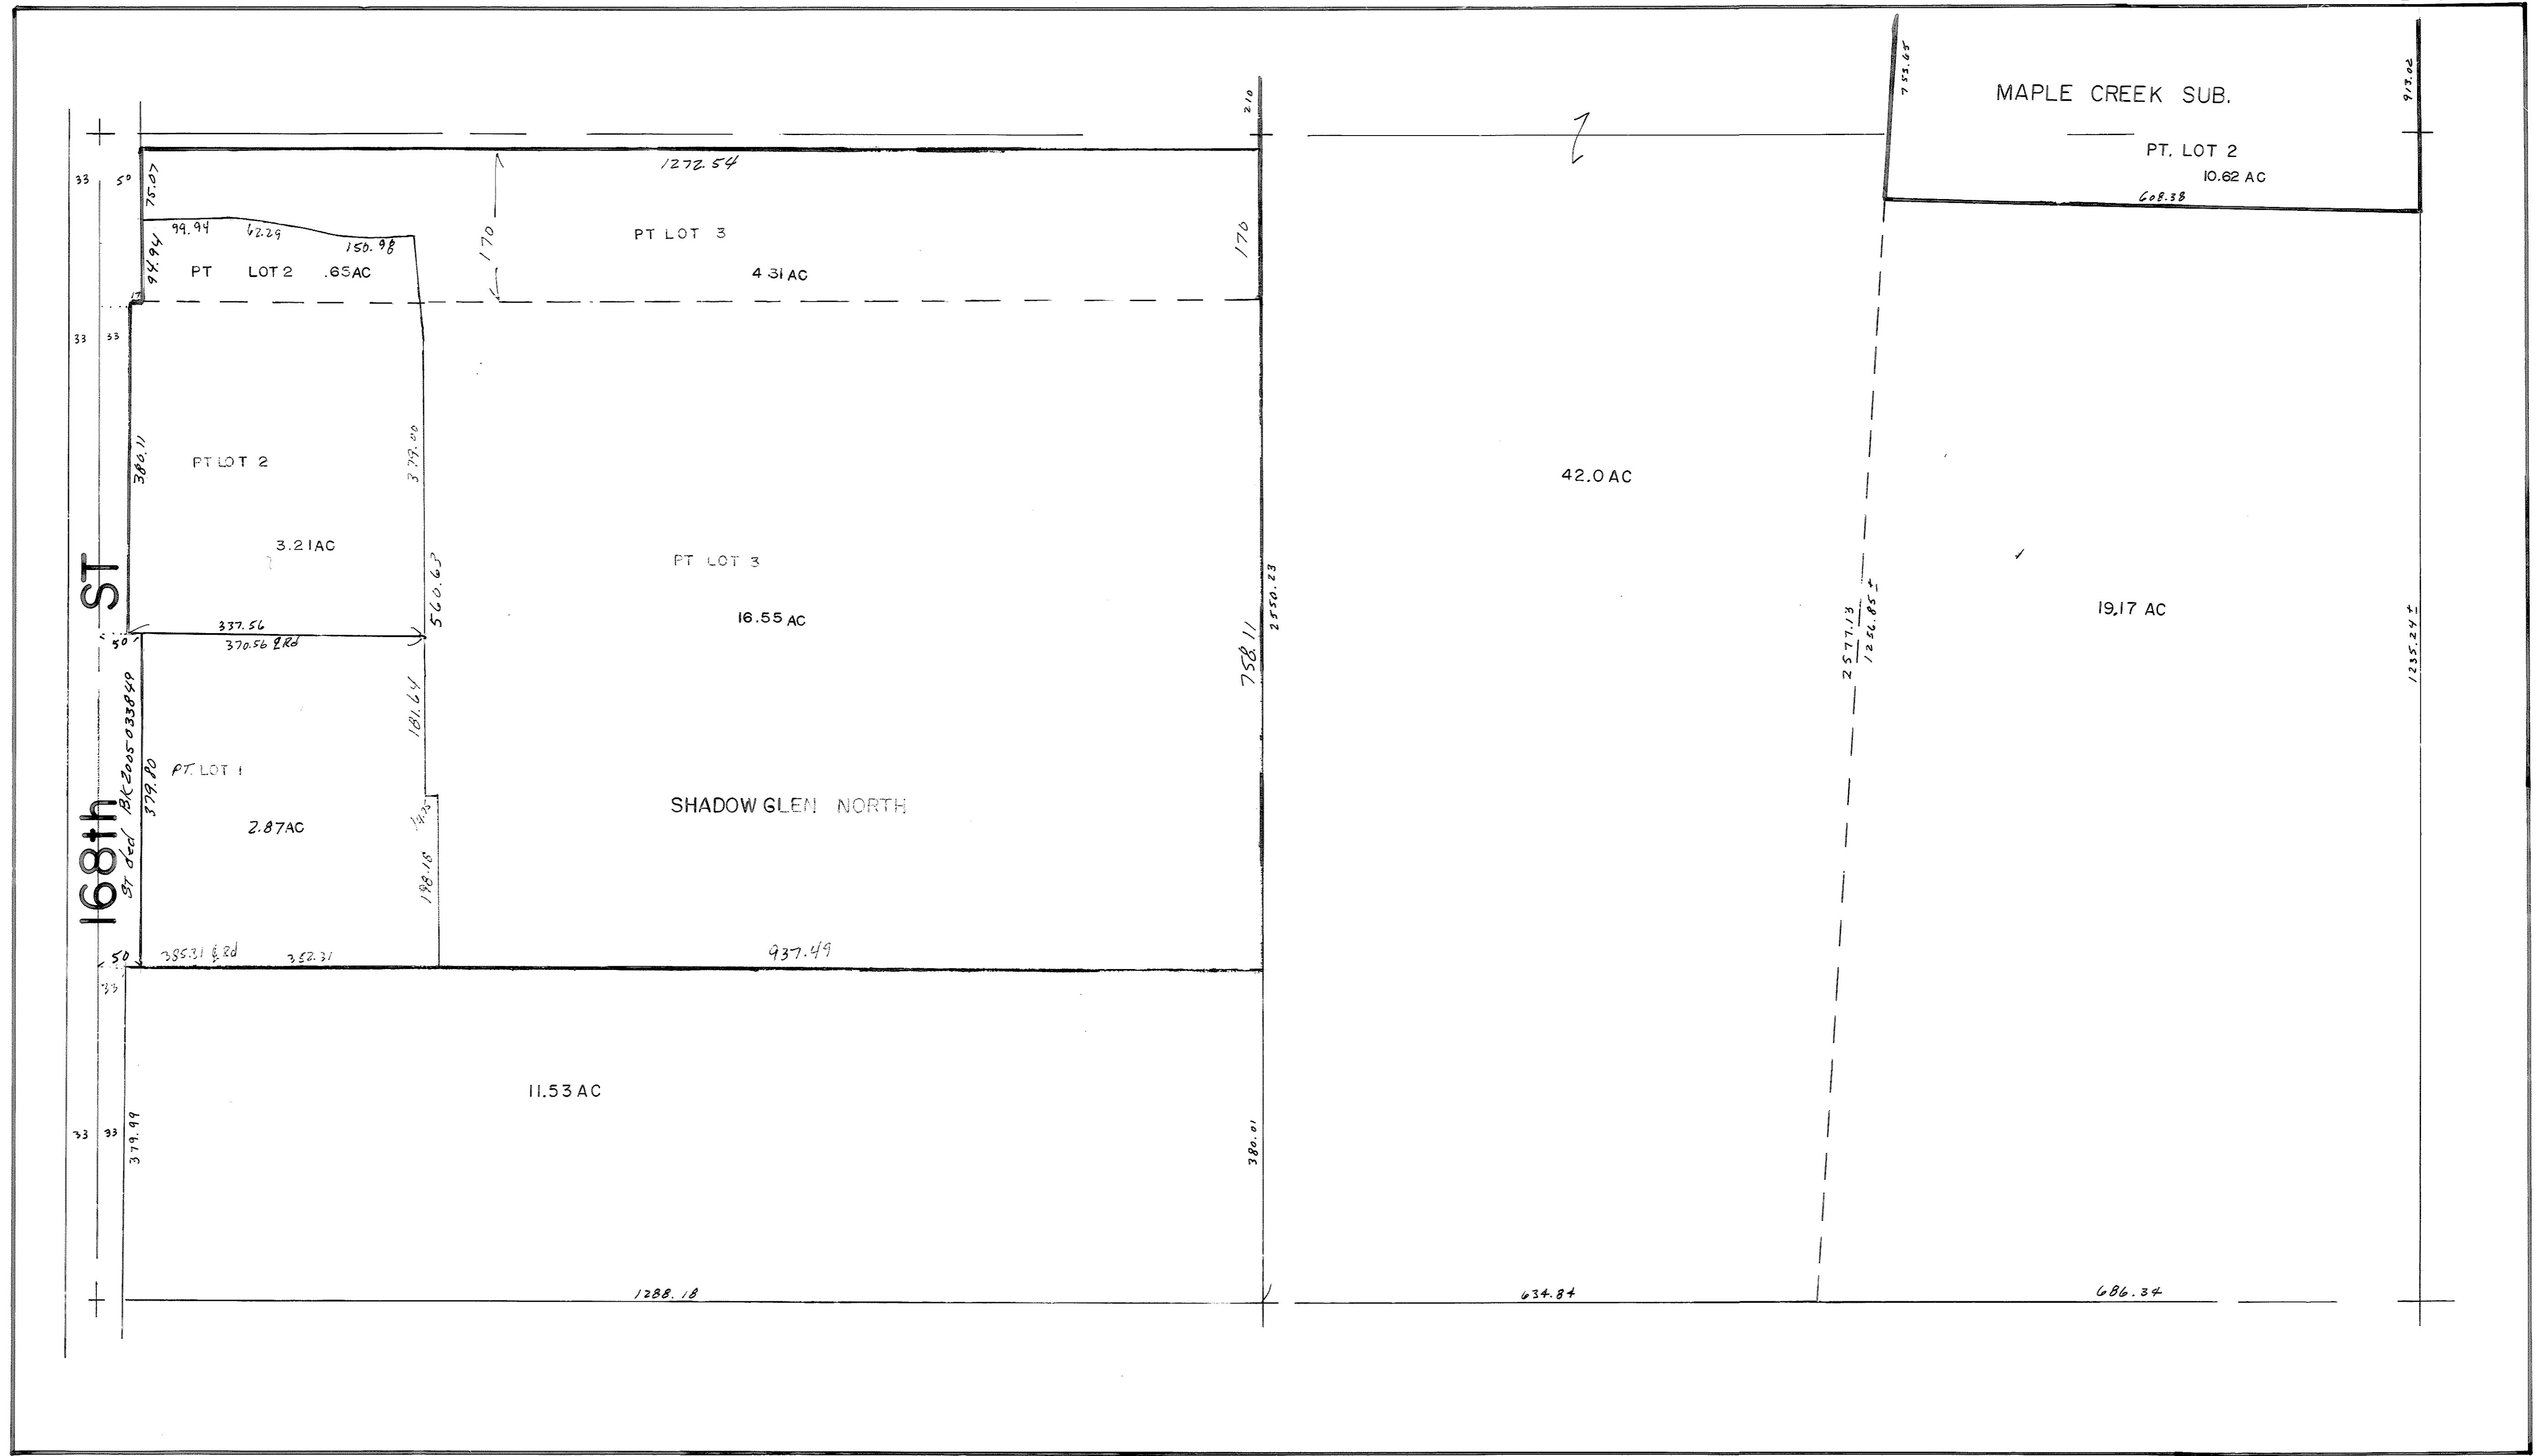 755.65
913.02
MAPLE CREEK SUB.
210
PT. LOT 2
10.62 AC
608.38
1272.54
33 50
75.07
99.94 62.29 150.98
170
PT LOT 3
170
94.94
PT LOT 2 .65AC
4 31 AC
17
33 33
380.11
PT LOT 2
379.00
42.0 AC
3.21AC
PT LOT 3
560.63
16.55 AC
2550.23
758.11
2577.13
1256.85 ±
19.17 AC
1235.24 ±
168th ST
337.56
50
370.56 ℄ Rd
181.64
ST ded BK 2005-033849
379.80
PT. LOT 1
2.87AC
14.75
SHADOW GLEN NORTH
198.18
50
385.31 ℄ Rd 352.31
937.49
33
11.53 AC
33 33
379.99
380.01
1288.18
634.84
686.34